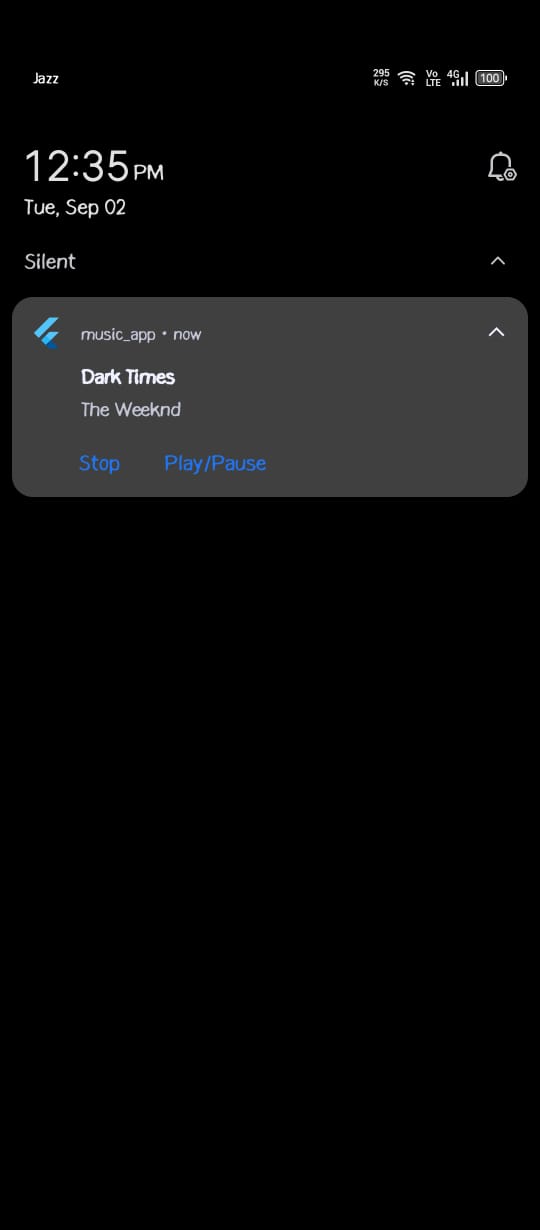 Jazz
295 K/S Vo LTE 4G 100
12:35 PM
Tue, Sep 02
Silent
music_app • now
Dark Times
The Weeknd
Stop Play/Pause